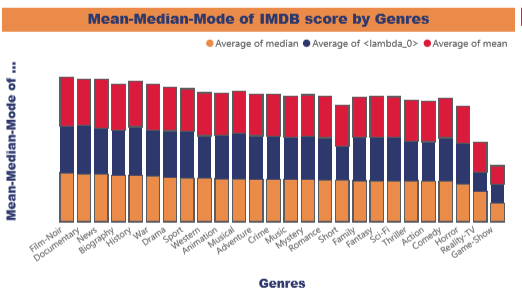 Mean-Median-Mode of IMDB score by Genres
Average of median Average of <lambda_0> Average of mean
Mean-Median-Mode of ...
Film-Noir
Documentary
News
Biography
History
War
Drama
Sport
Western
Animation
Musical
Adventure
Crime
Music
Mystery
Romance
Short
Family
Fantasy
Sci-Fi
Thriller
Action
Comedy
Horror
Reality-TV
Game-Show
Genres